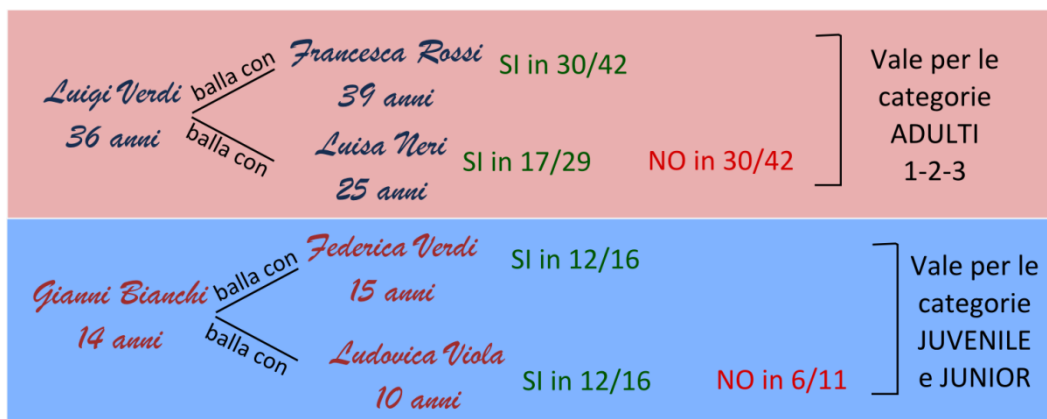 Luigi Verdi
36 anni
balla con
Francesca Rossi
39 anni
SI in 30/42
balla con
Luisa Neri
25 anni
SI in 17/29
NO in 30/42
Vale per le
categorie
ADULTI
1-2-3
Gianni Bianchi
14 anni
balla con
Federica Verdi
15 anni
SI in 12/16
balla con
Ludovica Viola
10 anni
SI in 12/16
NO in 6/11
Vale per le
categorie
JUVENILE
e JUNIOR